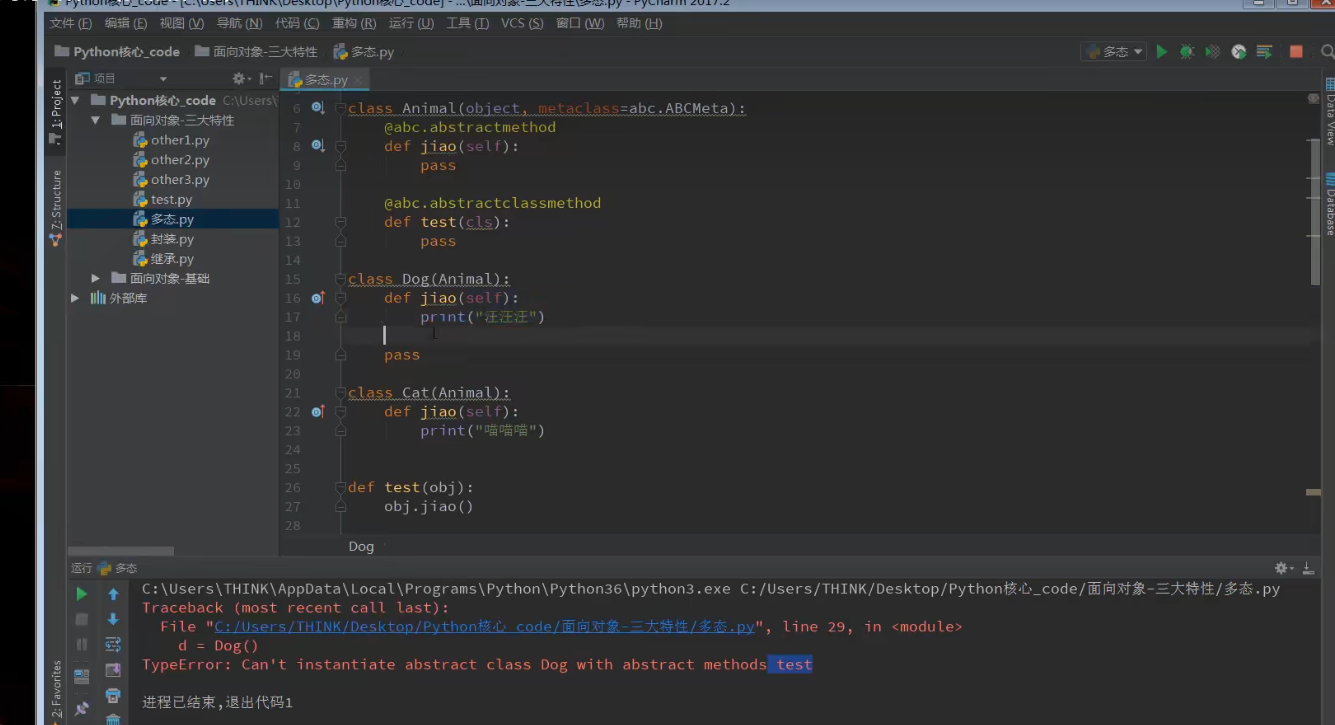 Python核心_code - [C:\Users\THINK\Desktop\Python核心_code] - ...\面向对象-三大特性\多态.py - PyCharm 2017.2
文件 (F) 编辑 (E) 视图 (V) 导航 (N) 代码 (C) 重构 (R) 运行 (U) 工具 (T) VCS (S) 窗口 (W) 帮助 (H)
Python核心_code 面向对象-三大特性 多态.py 多态
项目 多态.py
1: Project
Z: Structure
2: Favorites
Data View
Database
Python核心_code C:\Users\
面向对象-三大特性
other1.py
other2.py
other3.py
test.py
多态.py
封装.py
继承.py
面向对象-基础
外部库
6 class Animal(object, metaclass=abc.ABCMeta):
7 @abc.abstractmethod
8 def jiao(self):
9 pass
10
11 @abc.abstractclassmethod
12 def test(cls):
13 pass
14
15 class Dog(Animal):
16 def jiao(self):
17 print("汪汪汪")
18
19 pass
20
21 class Cat(Animal):
22 def jiao(self):
23 print("喵喵喵")
24
25
26 def test(obj):
27 obj.jiao()
28
Dog
运行 多态
C:\Users\THINK\AppData\Local\Programs\Python\Python36\python3.exe C:/Users/THINK/Desktop/Python核心_code/面向对象-三大特性/多态.py
Traceback (most recent call last):
File "C:/Users/THINK/Desktop/Python核心_code/面向对象-三大特性/多态.py", line 29, in <module>
d = Dog()
TypeError: Can't instantiate abstract class Dog with abstract methods test
进程已结束,退出代码1